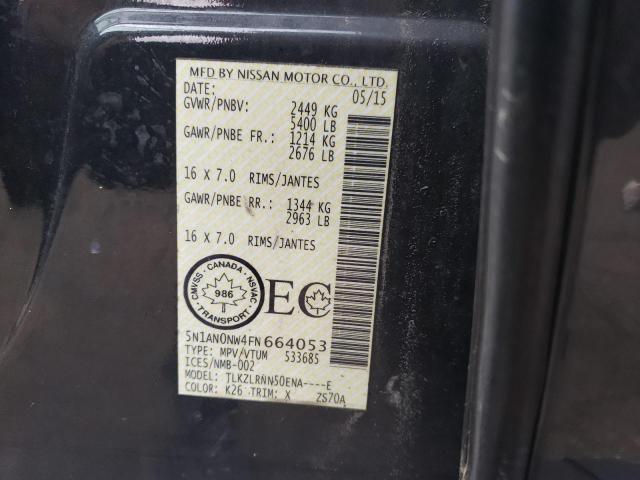 MFD BY NISSAN MOTOR CO., LTD.
DATE: 05/15
GVWR/PNBV: 2449 KG
5400 LB
GAWR/PNBE FR.: 1214 KG
2676 LB
16 X 7.0 RIMS/JANTES
GAWR/PNBE RR.: 1344 KG
2963 LB
16 X 7.0 RIMS/JANTES
CMVSS · CANADA · NSVAC
986
TRANSPORT
EC
5N1AN0NW4FN664053
TYPE: MPV/VTUM 533685
ICES/NMB-002
MODEL: TLKZLRNN50ENA----E
COLOR: K26 TRIM: X ZS70A